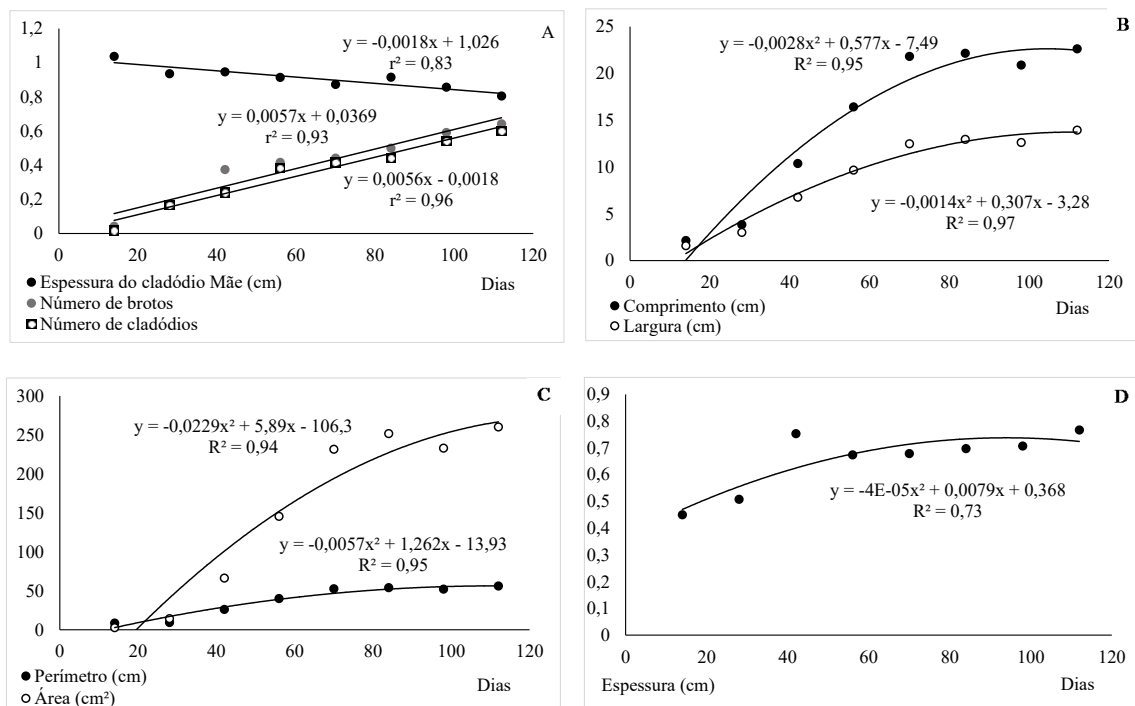 A
1,2
1
0,8
0,6
0,4
0,2
0
y = -0,0018x + 1,026
r² = 0,83
y = 0,0057x + 0,0369
r² = 0,93
y = 0,0056x - 0,0018
r² = 0,96
0 20 40 60 80 100 120
Espessura do cladódio Mãe (cm)
Dias
Número de brotos
Número de cladódios
B
25
20
15
10
5
0
y = -0,0028x² + 0,577x - 7,49
R² = 0,95
y = -0,0014x² + 0,307x - 3,28
R² = 0,97
0 20 40 60 80 100 120
Comprimento (cm)
Dias
Largura (cm)
C
300
250
200
150
100
50
0
y = -0,0229x² + 5,89x - 106,3
R² = 0,94
y = -0,0057x² + 1,262x - 13,93
R² = 0,95
0 20 40 60 80 100 120
Perímetro (cm)
Dias
Área (cm²)
D
0,9
0,8
0,7
0,6
0,5
0,4
0,3
0,2
0,1
0
y = -4E-05x² + 0,0079x + 0,368
R² = 0,73
0 20 40 60 80 100 120
Espessura (cm)
Dias